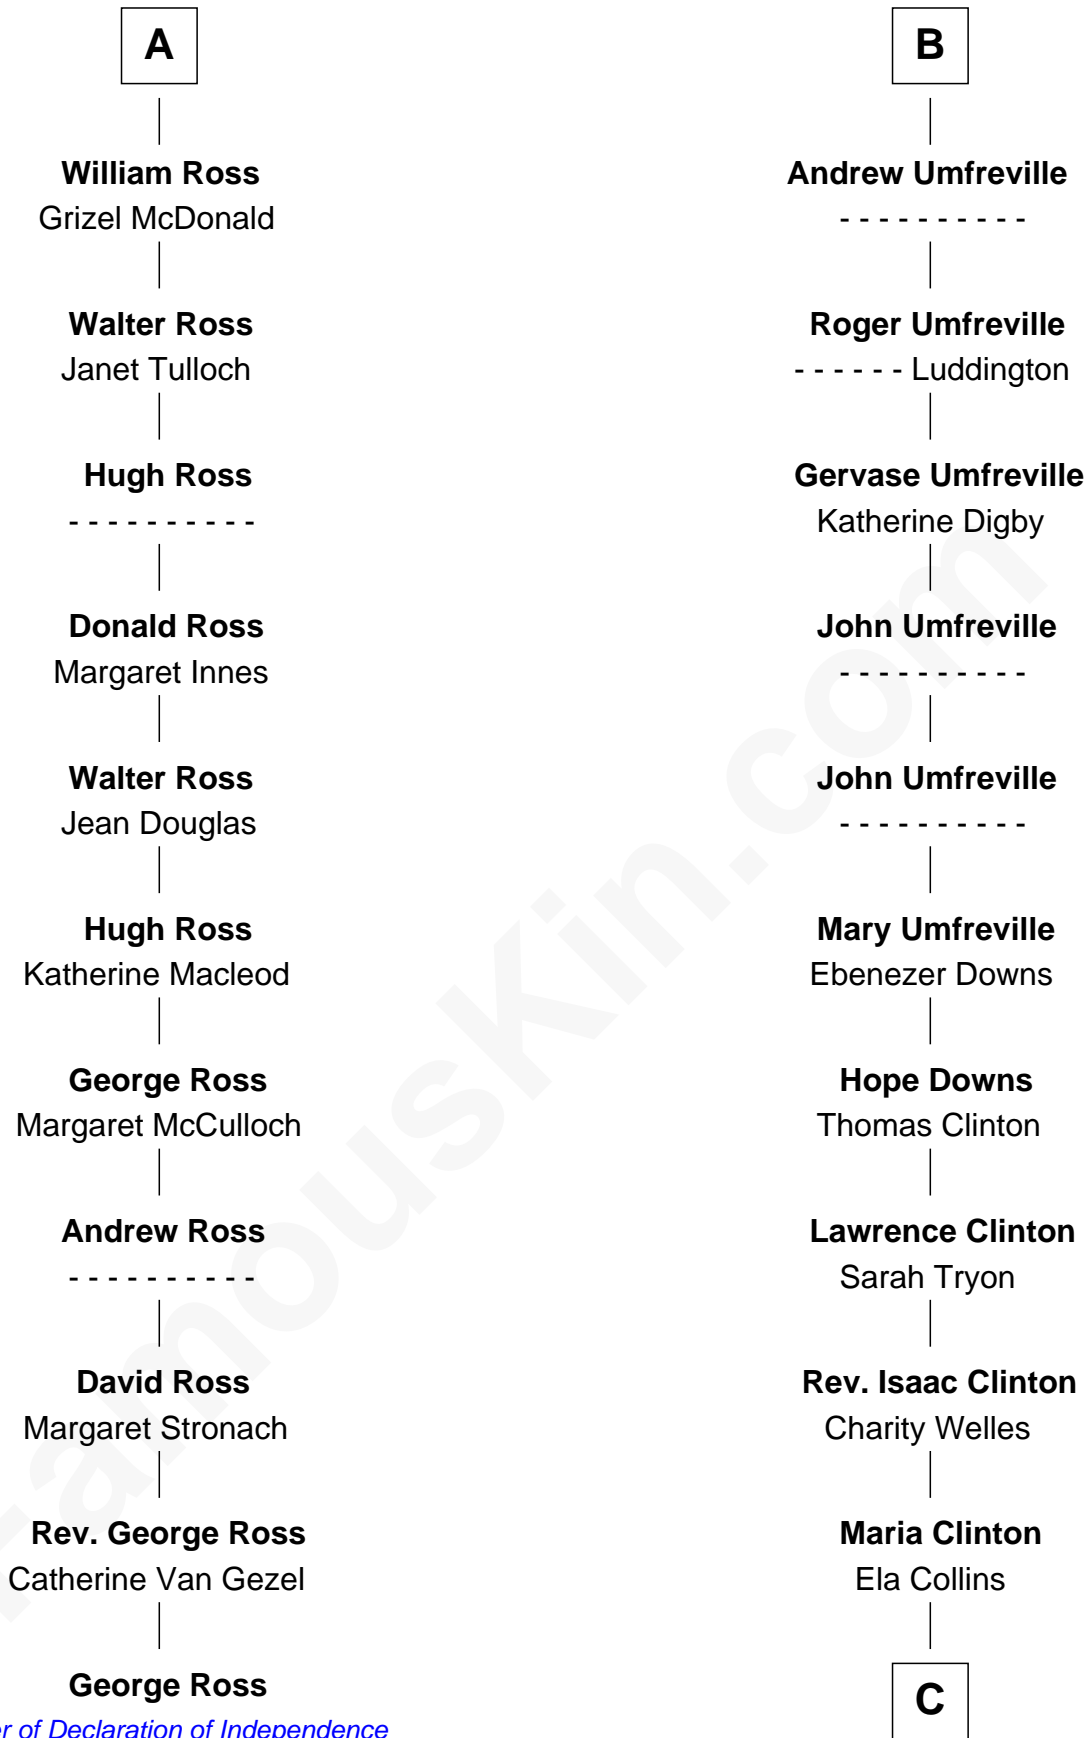 A
William Ross
Grizel McDonald
Walter Ross
Janet Tulloch
Hugh Ross
- - - - - - - - - -
Donald Ross
Margaret Innes
Walter Ross
Jean Douglas
Hugh Ross
Katherine Macleod
George Ross
Margaret McCulloch
Andrew Ross
- - - - - - - - - -
David Ross
Margaret Stronach
Rev. George Ross
Catherine Van Gezel
George Ross
of Declaration of Independence
B
Andrew Umfreville
- - - - - - - - - -
Roger Umfreville
- - - - - - Luddington
Gervase Umfreville
Katherine Digby
John Umfreville
- - - - - - - - - -
John Umfreville
- - - - - - - - - -
Mary Umfreville
Ebenezer Downs
Hope Downs
Thomas Clinton
Lawrence Clinton
Sarah Tryon
Rev. Isaac Clinton
Charity Welles
Maria Clinton
Ela Collins
C
FamousKin.com